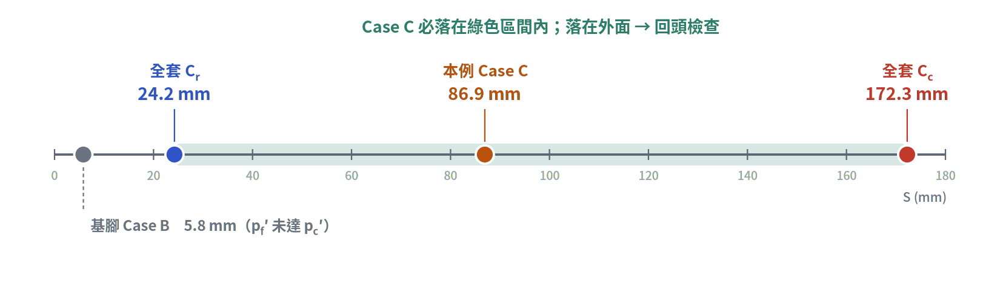 Case C 必落在綠色區間內；落在外面 → 回頭檢查
全套 Cr
24.2 mm
本例 Case C
86.9 mm
全套 Cc
172.3 mm
0 20 40 60 80 100 120 140 160 180
S (mm)
基腳 Case B 5.8 mm（pf′ 未達 pc′）